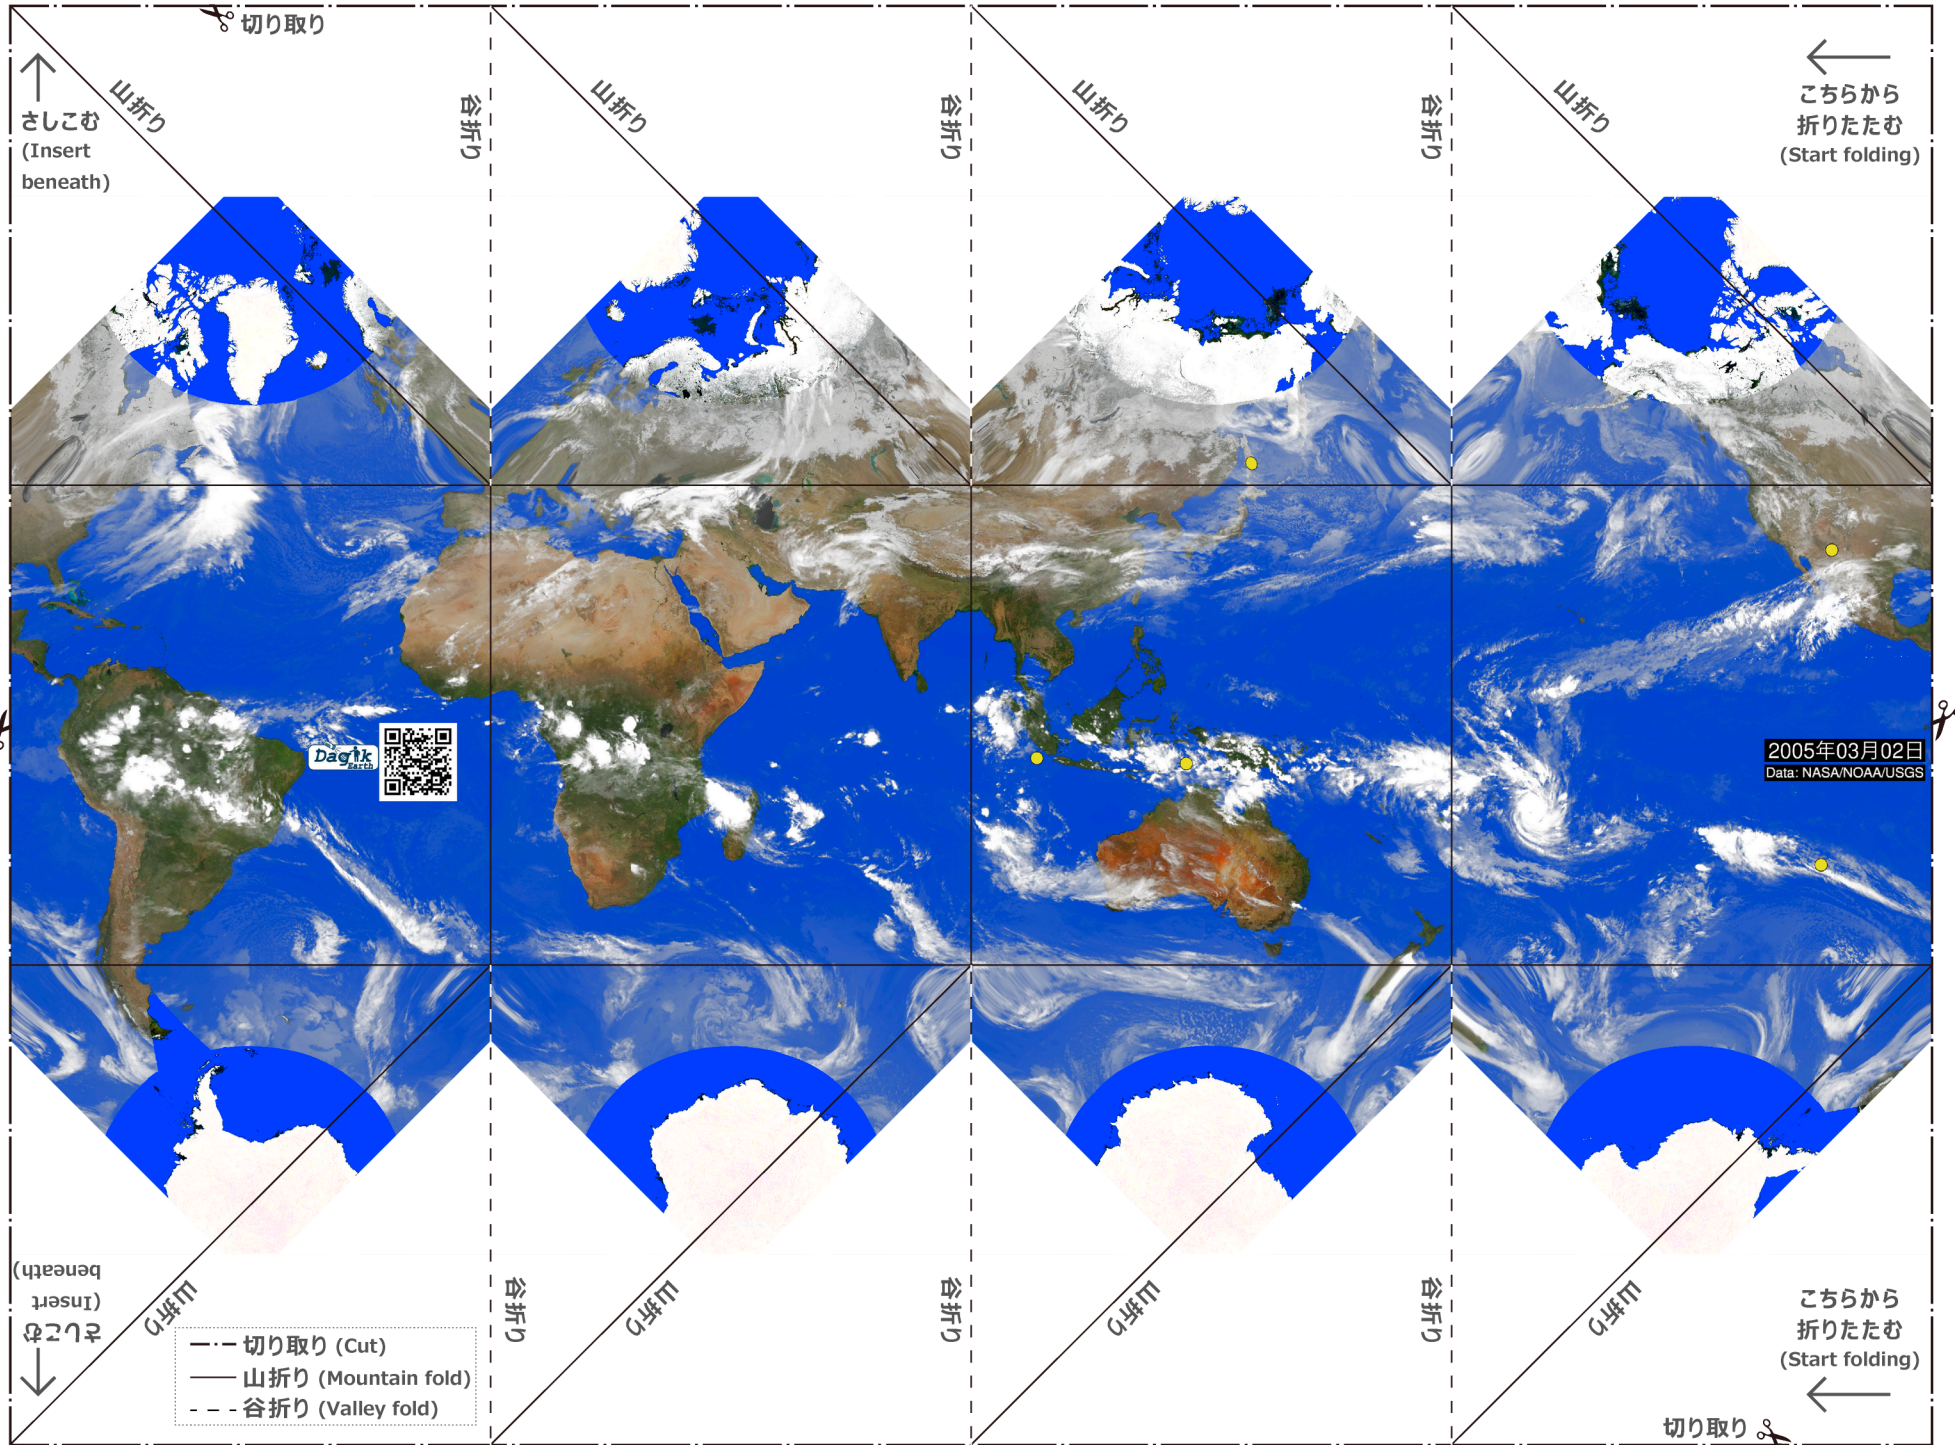 切り取り
さしこむ
(Insert
beneath)
山折り
谷折り
山折り
谷折り
山折り
谷折り
山折り
こちらから
折りたたむ
(Start folding)
Dagik
Earth
2005年03月02日
Data: NASA/NOAA/USGS
さしこむ
(Insert
beneath)
山折り
谷折り
山折り
谷折り
山折り
谷折り
山折り
こちらから
折りたたむ
(Start folding)
切り取り (Cut)
山折り (Mountain fold)
谷折り (Valley fold)
切り取り